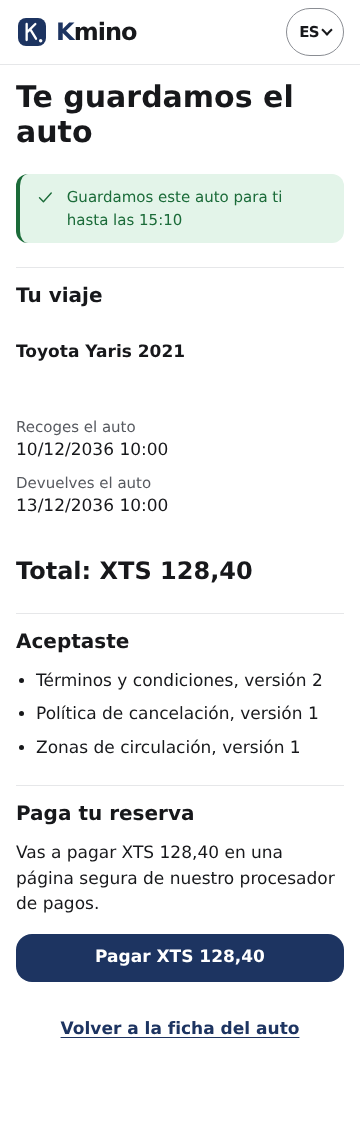 K. Kmino
ES
Te guardamos el
auto
Guardamos este auto para ti
hasta las 15:10
Tu viaje
Toyota Yaris 2021
Recoges el auto
10/12/2036 10:00
Devuelves el auto
13/12/2036 10:00
Total: XTS 128,40
Aceptaste
• Términos y condiciones, versión 2
• Política de cancelación, versión 1
• Zonas de circulación, versión 1
Paga tu reserva
Vas a pagar XTS 128,40 en una
página segura de nuestro procesador
de pagos.
Pagar XTS 128,40
Volver a la ficha del auto